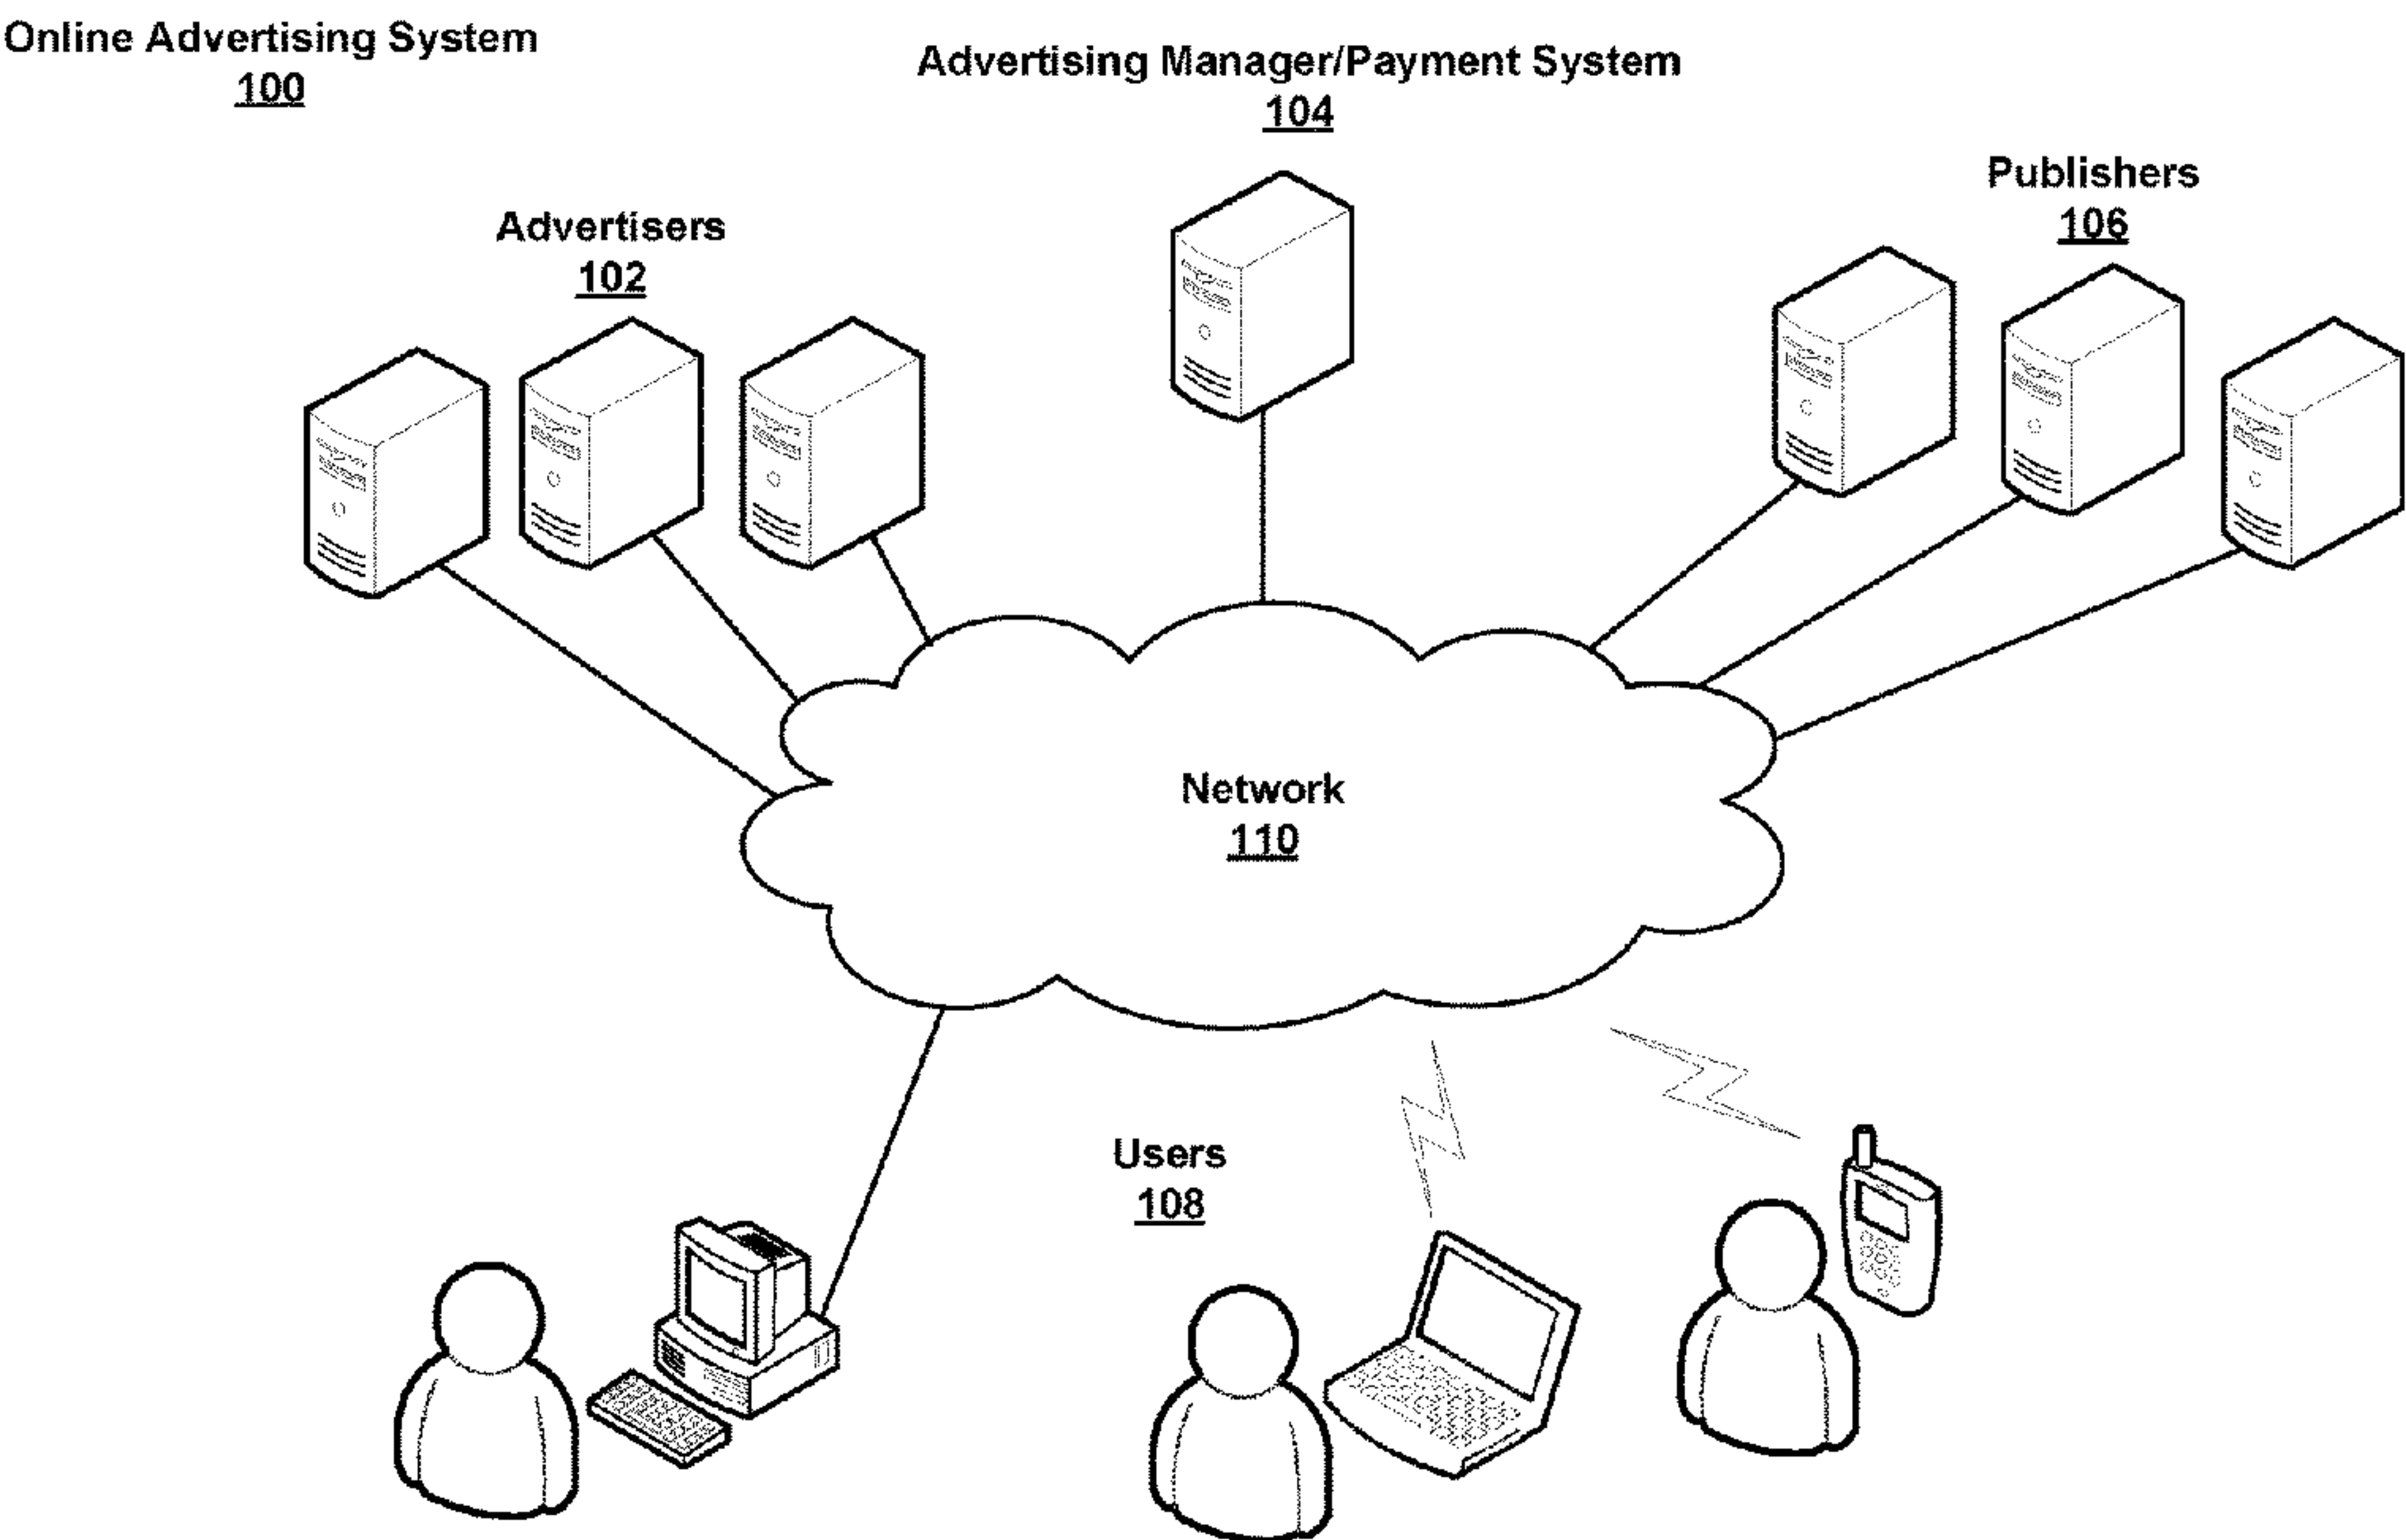 Online Advertising System
100
Advertising Manager/Payment System
104
Publishers
106
Advertisers
102
Network
110
Users
108